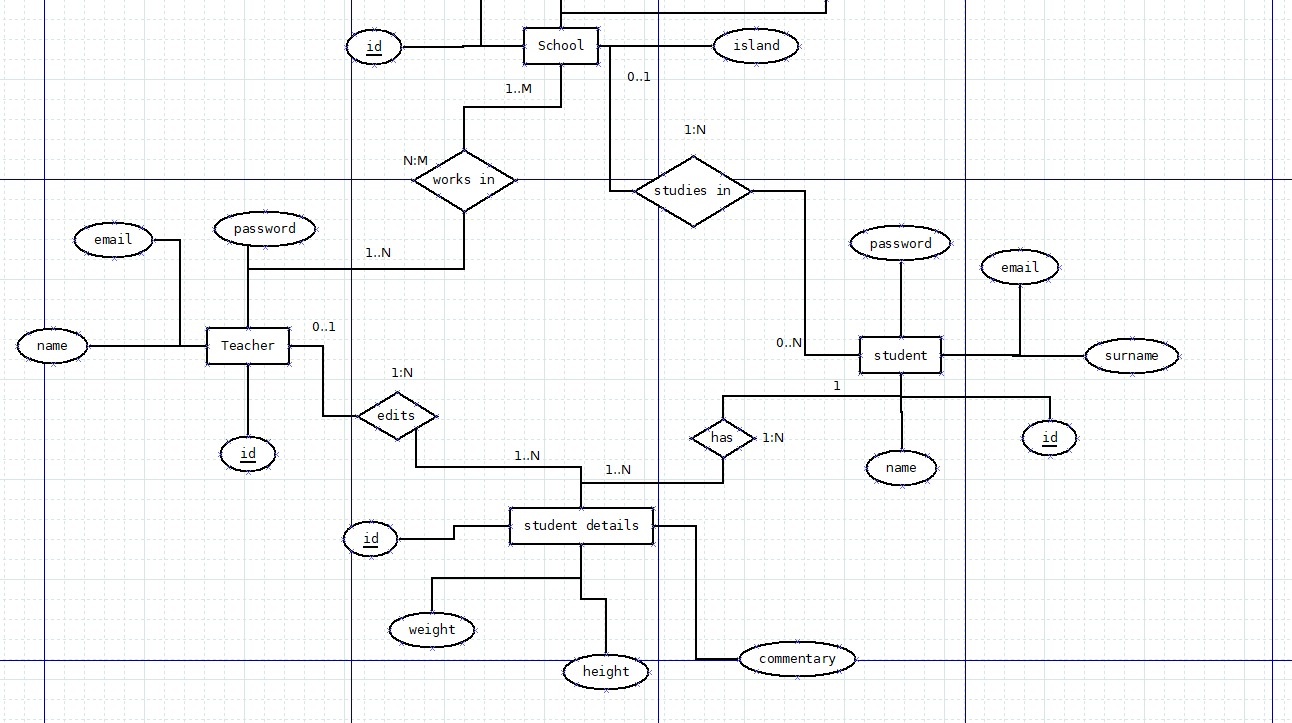 id
School
island
0..1
1..M
1:N
N:M
works in
studies in
password
email
1..N
password
email
0..1
name
Teacher
0..N
student
surname
1:N
1
edits
has
1:N
id
id
1..N
1..N
name
student details
id
weight
commentary
height